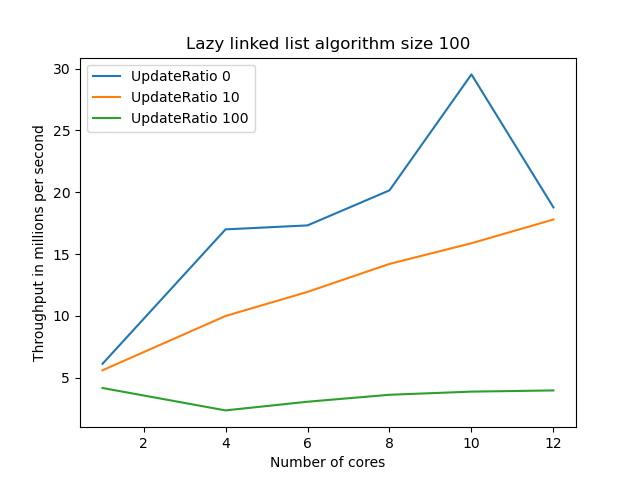 Lazy linked list algorithm size 100
UpdateRatio 0
UpdateRatio 10
UpdateRatio 100
Throughput in millions per second
30
25
20
15
10
5
2
4
6
8
10
12
Number of cores